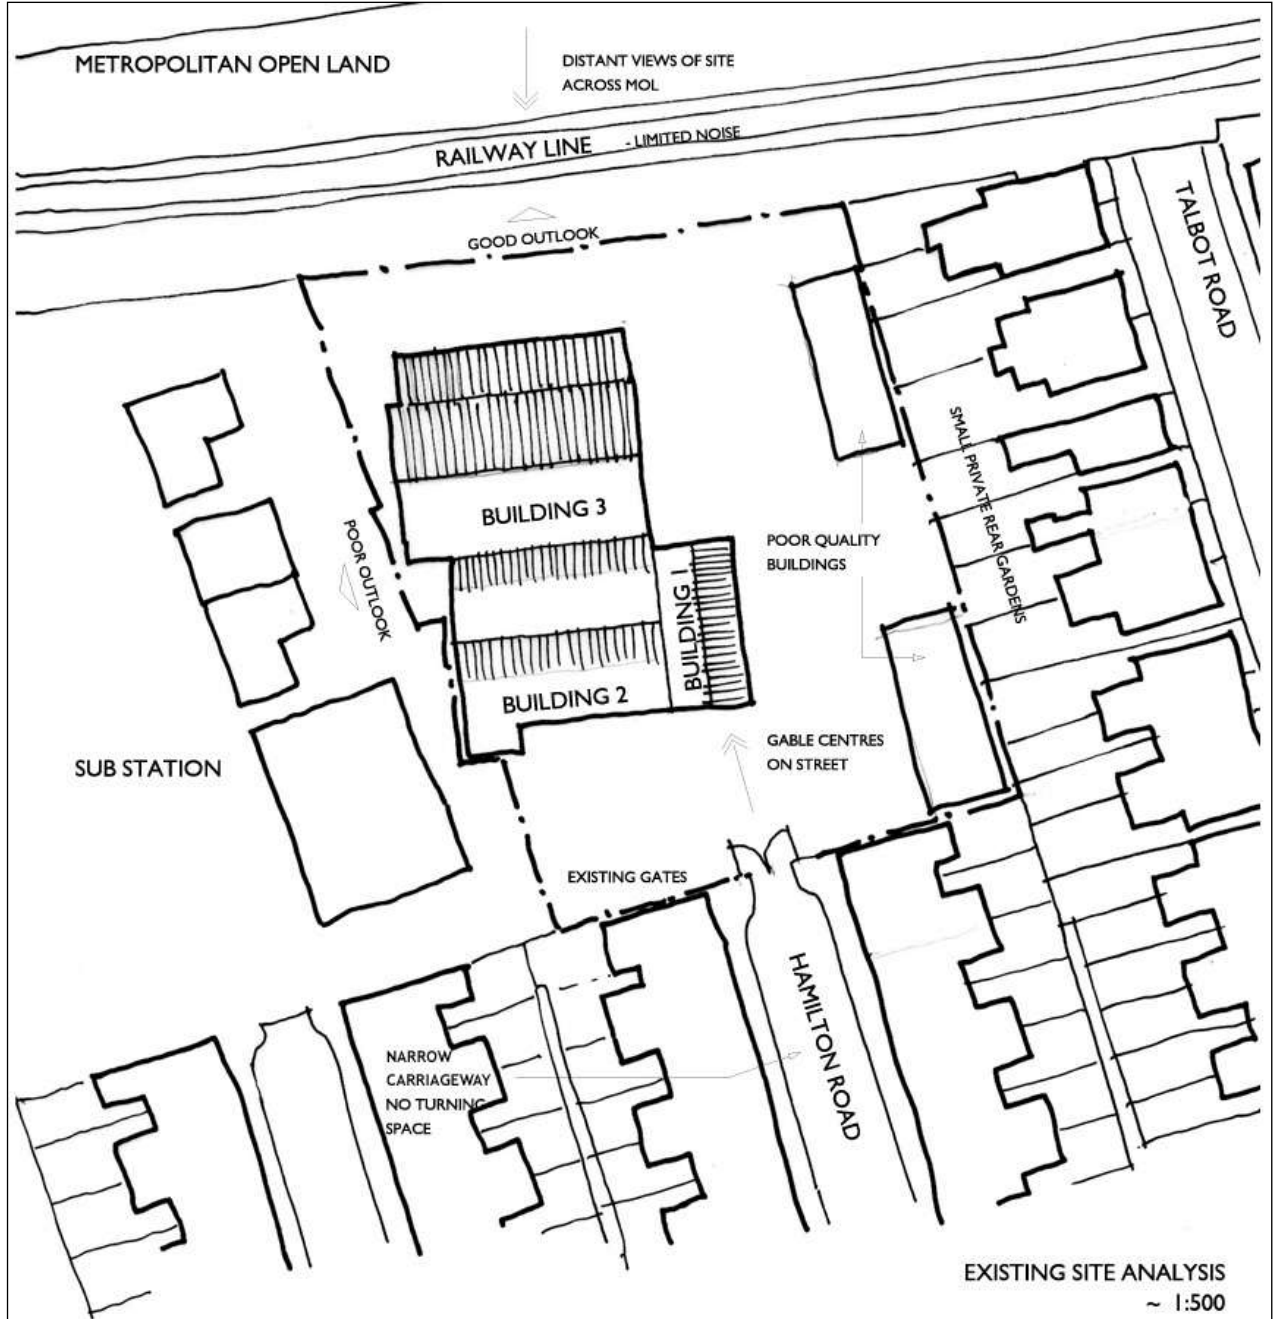 METROPOLITAN OPEN LAND
DISTANT VIEWS OF SITE
ACROSS MOL
RAILWAY LINE - LIMITED NOISE
TALBOT ROAD
GOOD OUTLOOK
SMALL PRIVATE REAR GARDENS
BUILDING 3
POOR OUTLOOK
POOR QUALITY
BUILDINGS
BUILDING 1
BUILDING 2
GABLE CENTRES
ON STREET
SUB STATION
EXISTING GATES
HAMILTON ROAD
NARROW
CARRIAGEWAY
NO TURNING
SPACE
EXISTING SITE ANALYSIS
~ 1:500